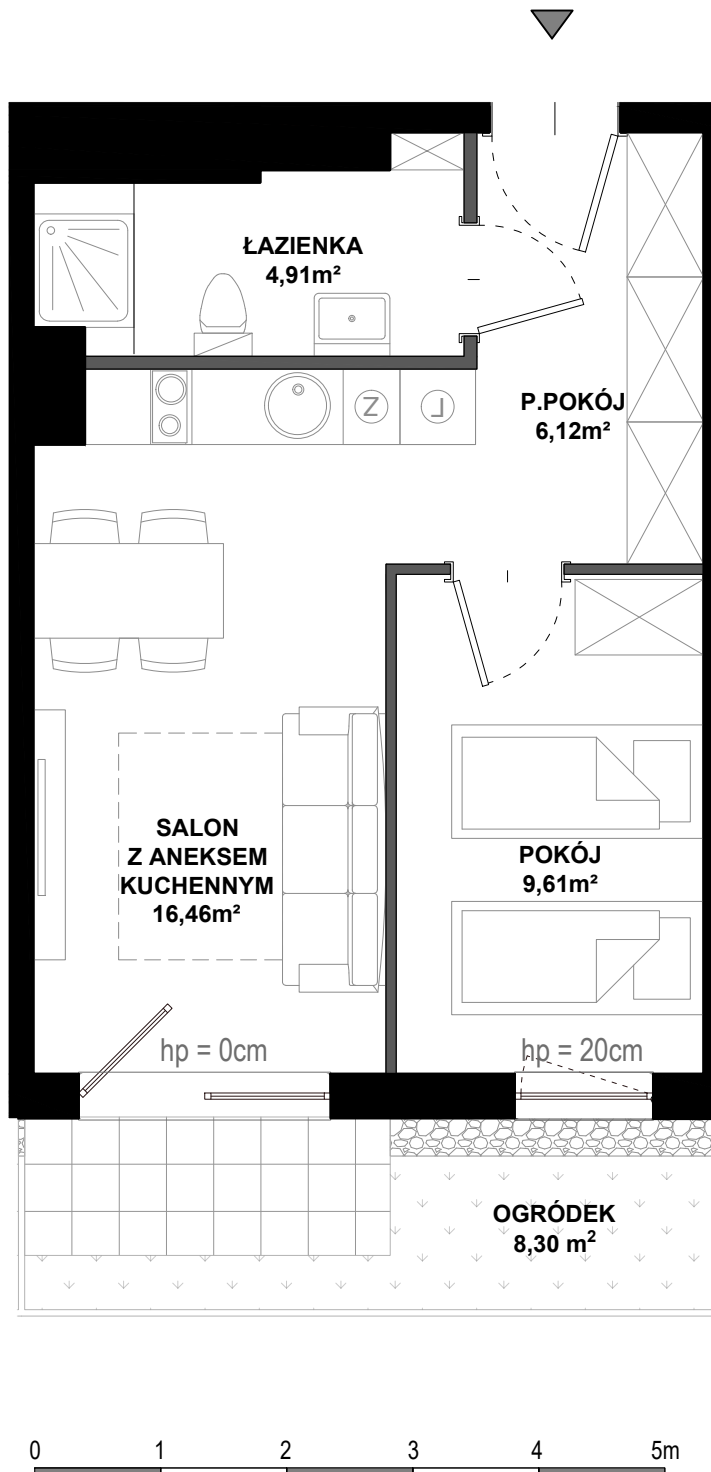 ŁAZIENKA
4,91m²
P.POKÓJ
6,12m²
Z
L
SALON
Z ANEKSEM
KUCHENNYM
16,46m²
POKÓJ
9,61m²
hp = 0cm
hp = 20cm
OGRÓDEK
8,30 m²
0 1 2 3 4 5m